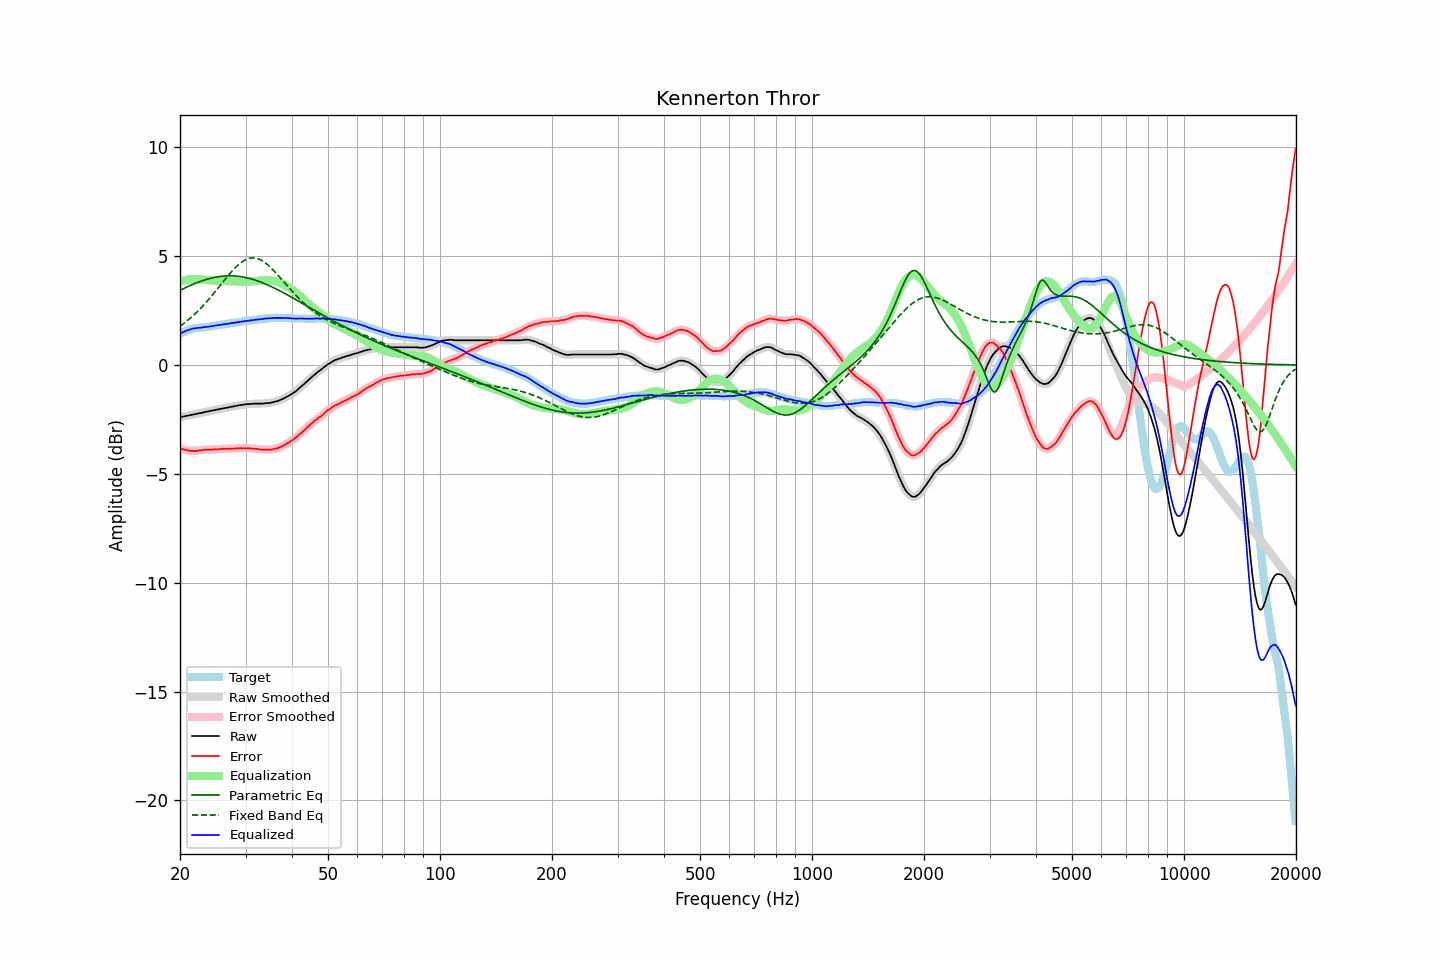 Kennerton Thror
Amplitude (dBr)
10
5
0
−5
−10
−15
−20
Target
Raw Smoothed
Error Smoothed
Raw
Error
Equalization
Parametric Eq
Fixed Band Eq
Equalized
20 50 100 200 500 1000 2000 5000 10000 20000
Frequency (Hz)